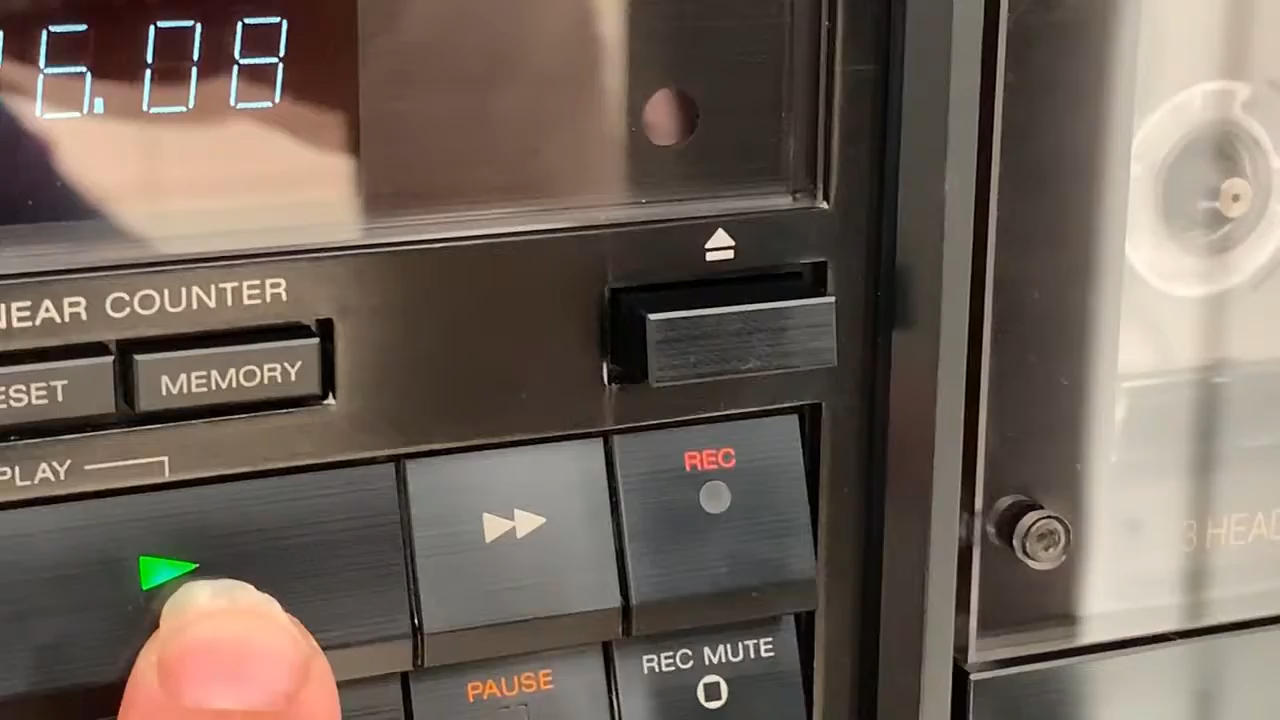 6.08
NEAR COUNTER
ESET
MEMORY
PLAY
REC
PAUSE
REC MUTE
3 HEAD